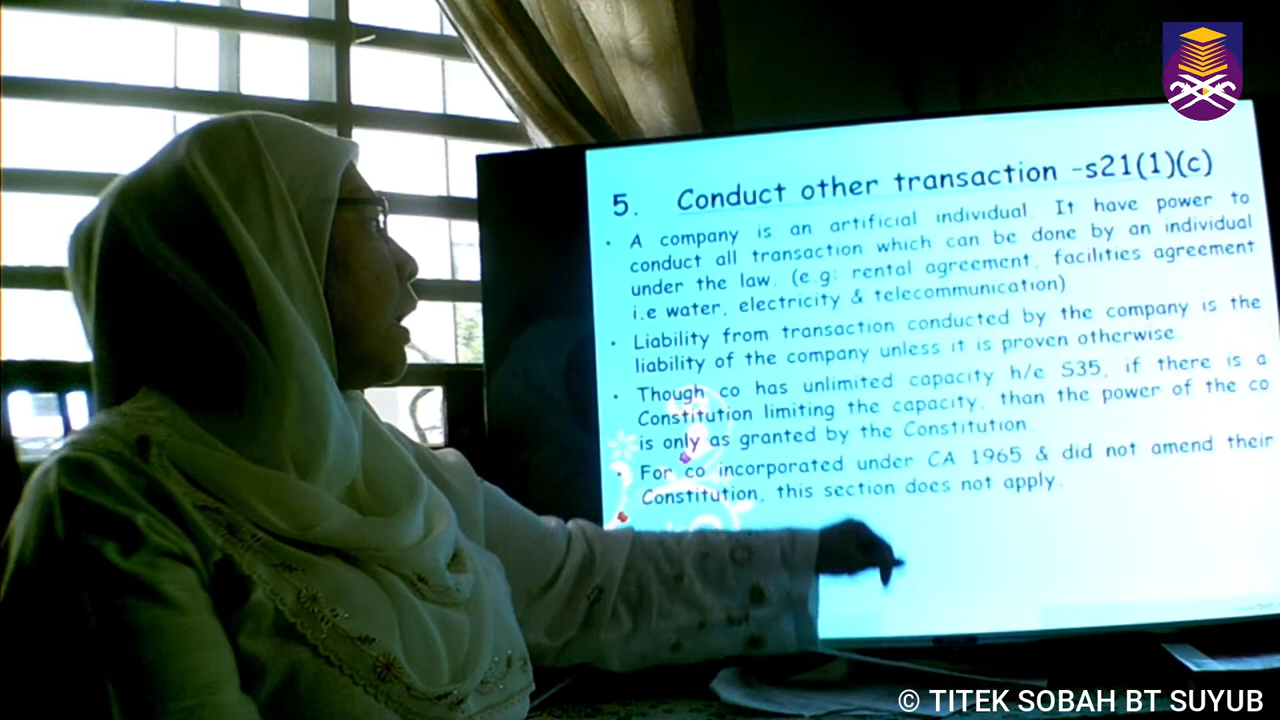 5. Conduct other transaction -s21(1)(c)
• A company is an artificial individual. It have power to
conduct all transaction which can be done by an individual
under the law. (e.g: rental agreement, facilities agreement
i.e water, electricity & telecommunication)
• Liability from transaction conducted by the company is the
liability of the company unless it is proven otherwise.
• Though co has unlimited capacity h/e S35, if there is a
Constitution limiting the capacity, than the power of the co
is only as granted by the Constitution.
• For co incorporated under CA 1965 & did not amend their
Constitution, this section does not apply.
© TITEK SOBAH BT SUYUB